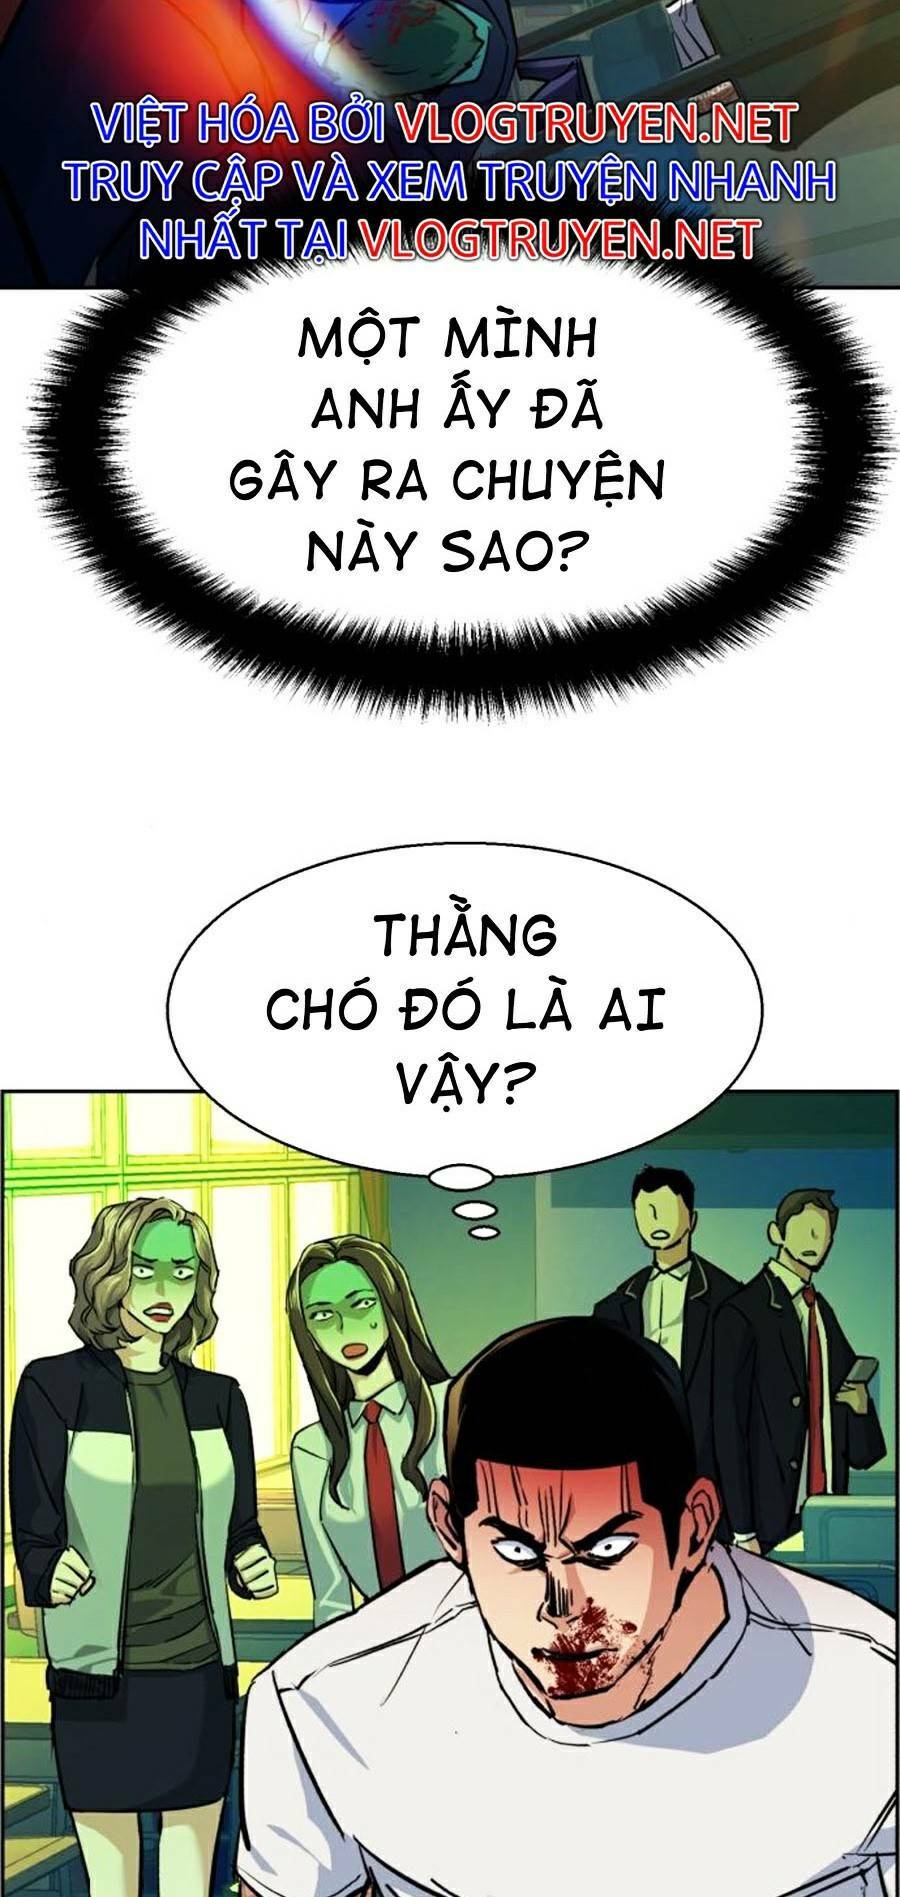 VIỆT HÓA BỞI VLOGTRUYEN.NET
TRUY CẬP VÀ XEM TRUYỆN NHANH
NHẤT TẠI VLOGTRUYEN.NET
MỘT MÌNH
ANH ẤY ĐÃ
GÂY RA CHUYỆN
NÀY SAO?
THẰNG
CHÓ ĐÓ LÀ AI
VẬY?